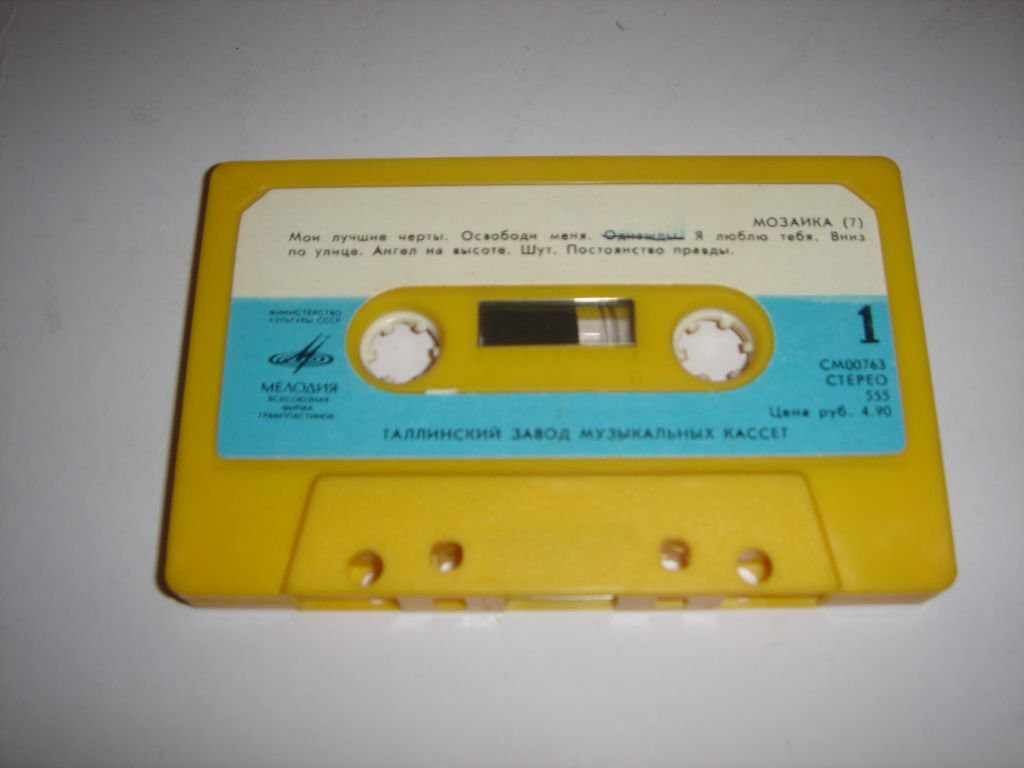 МОЗАИКА (7)
Мои лучшие черты. Освободи меня. Однажды. Я люблю тебя. Вниз
по улице. Ангел на высоте. Шут. Постоянство правды.
МИНИСТЕРСТВО
КУЛЬТУРЫ СССР
МЕЛОДИЯ
ВСЕСОЮЗНАЯ
ФИРМА
ГРАМПЛАСТИНОК
1
СМ00763
СТЕРЕО
555
Цена руб. 4.90
ТАЛЛИНСКИЙ ЗАВОД МУЗЫКАЛЬНЫХ КАССЕТ